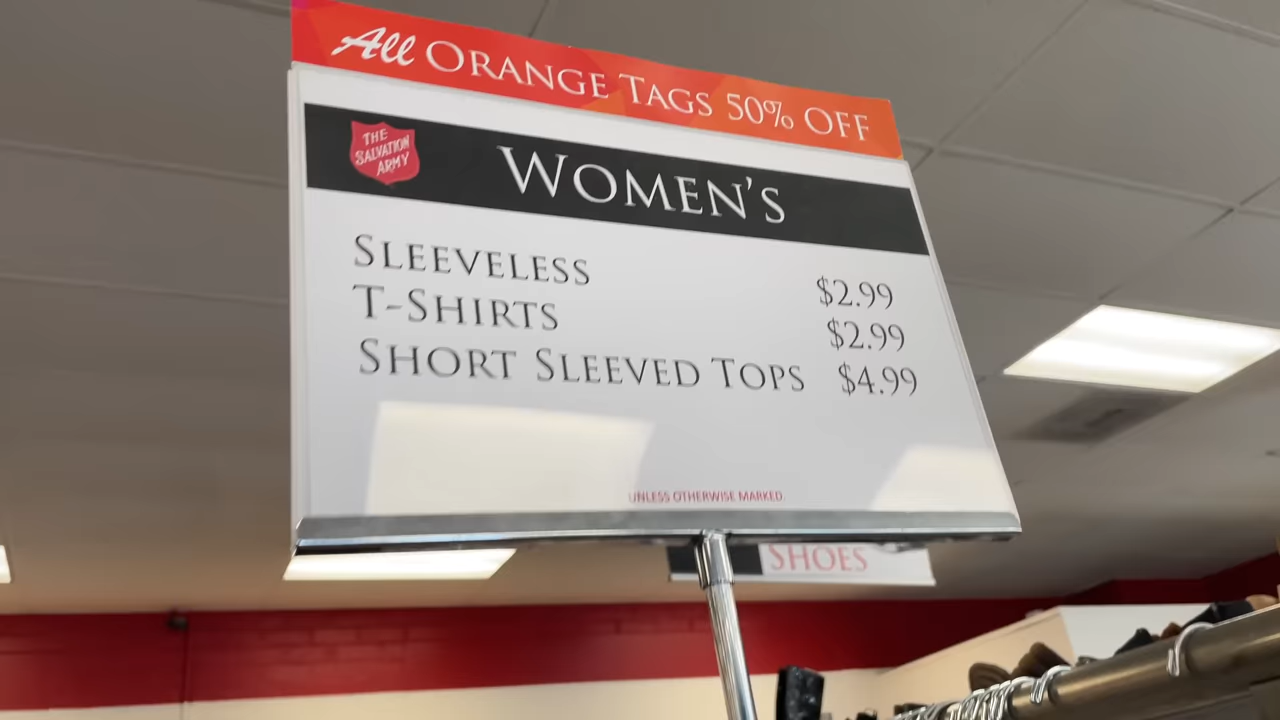 All ORANGE TAGS 50% OFF
THE
SALVATION
ARMY
WOMEN'S
SLEEVELESS $2.99
T-SHIRTS $2.99
SHORT SLEEVED TOPS $4.99
UNLESS OTHERWISE MARKED.
SHOES